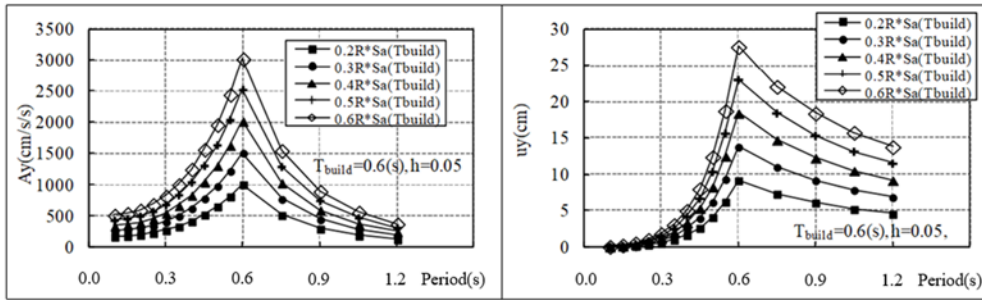 3500
3000
2500
2000
1500
1000
500
0
Ay(cm/s/s)
0.2R*Sa(Tbuild)
0.3R*Sa(Tbuild)
0.4R*Sa(Tbuild)
0.5R*Sa(Tbuild)
0.6R*Sa(Tbuild)
Tbuild=0.6(s),h=0.05
0.0 0.3 0.6 0.9 1.2 Period(s)
30
25
20
15
10
5
0
uy(cm)
0.2R*Sa(Tbuild)
0.3R*Sa(Tbuild)
0.4R*Sa(Tbuild)
0.5R*Sa(Tbuild)
0.6R*Sa(Tbuild)
Tbuild=0.6(s),h=0.05,
0.0 0.3 0.6 0.9 1.2 Period(s)